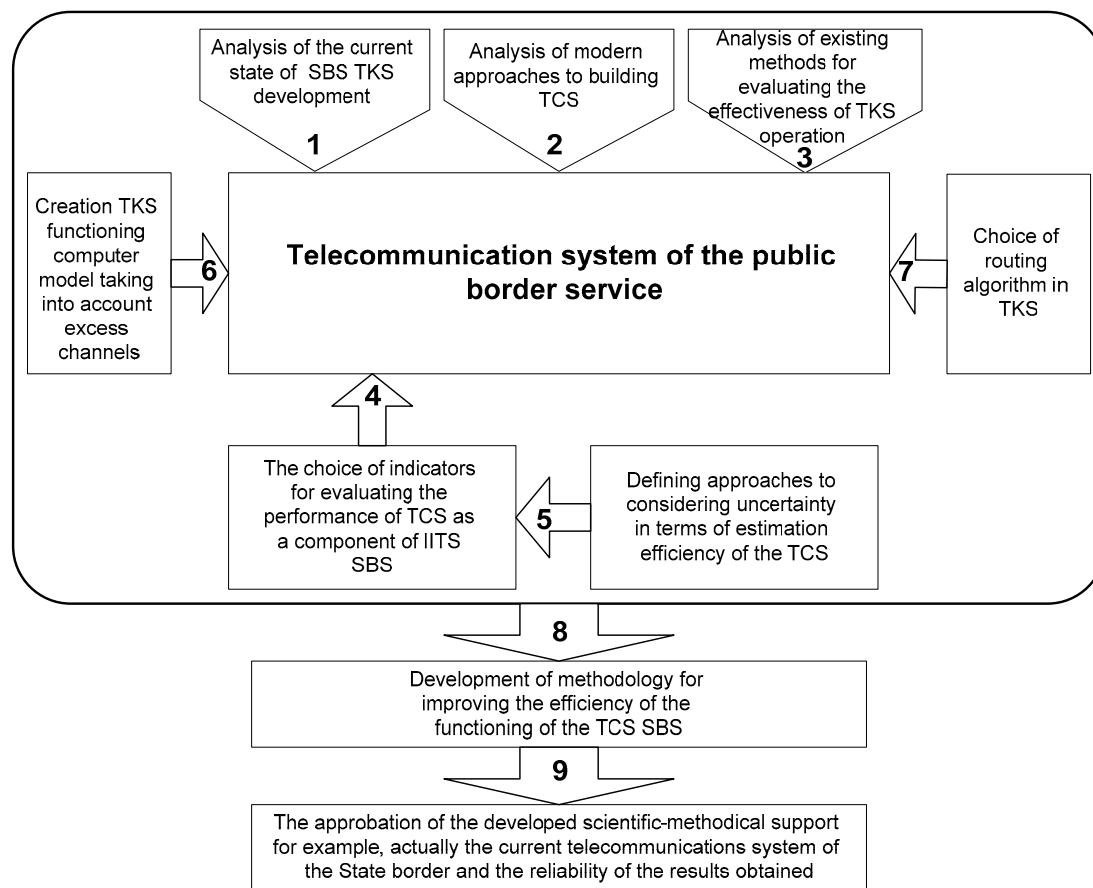 Analysis of the current
state of SBS TKS
development
1
Analysis of modern
approaches to building
TCS
2
Analysis of existing
methods for
evaluating the
effectiveness of TKS
operation
3
Creation TKS
functioning
computer
model taking
into account
excess
channels
6
Telecommunication system of the public
border service
7
Choice of
routing
algorithm in
TKS
4
The choice of indicators
for evaluating the
performance of TCS as
a component of IITS
SBS
5
Defining approaches to
considering uncertainty
in terms of estimation
efficiency of the TCS
8
Development of methodology for
improving the efficiency of the
functioning of the TCS SBS
9
The approbation of the developed scientific-methodical support
for example, actually the current telecommunications system of
the State border and the reliability of the results obtained